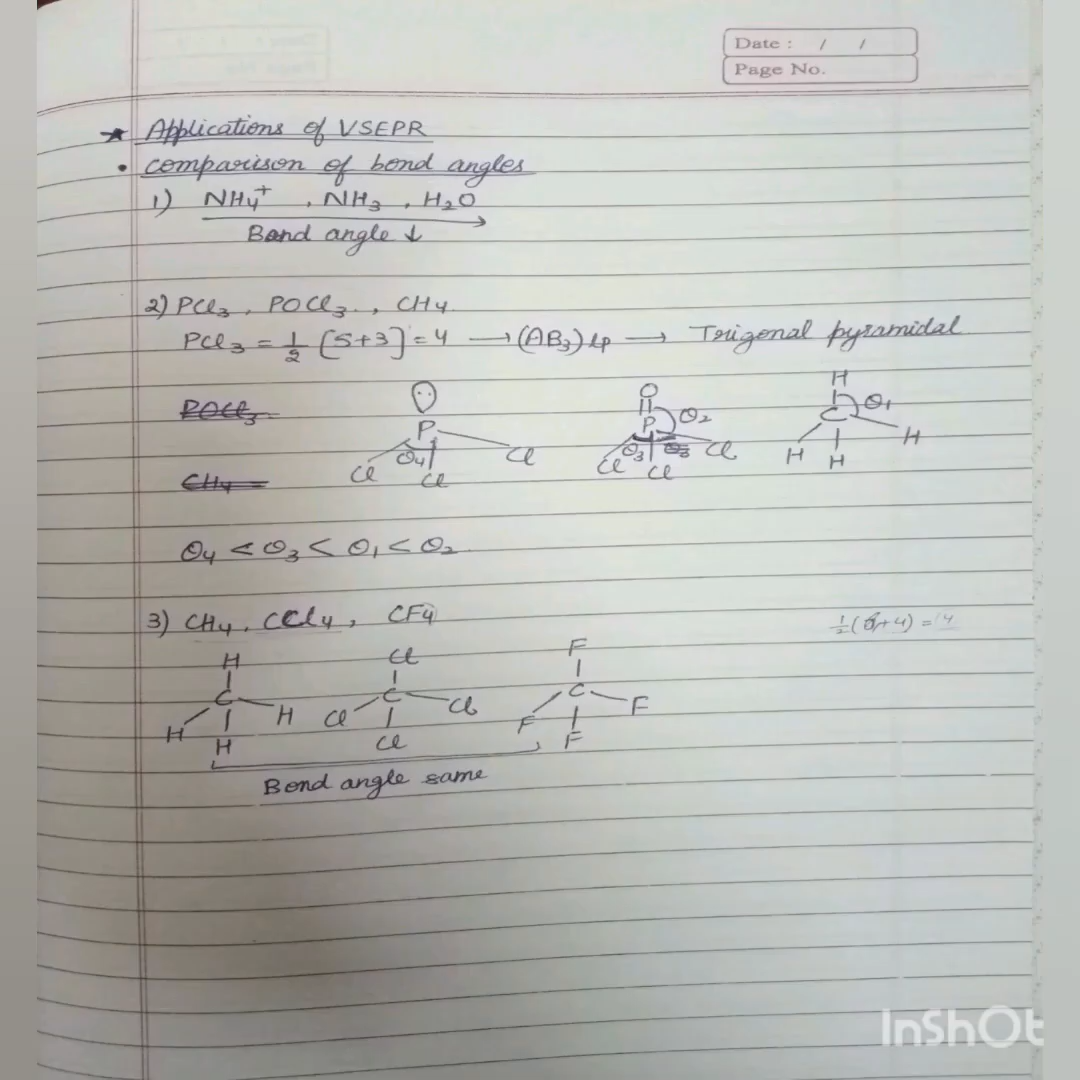 Date : / /
Page No.
★ Applications of VSEPR
• comparison of bond angles
1) NH₄⁺ , NH₃ , H₂O
Bond angle ↓
2) PCl₃ , POCl₃ , CH₄
PCl₃ = 1/2 [5+3] = 4 → (AB₃) lp → Trigonal pyramidal
POCl₃
CH₄
P Cl Cl Cl θ₄
O P Cl Cl Cl θ₂ θ₃ θ₃
H C H H H θ₁
θ₄ < θ₃ < θ₁ < θ₂
3) CH₄ , CCl₄ , CF₄
1/2 ( + 4) = 4
H C H H H
Cl C Cl Cl Cl
F C F F F
Bond angle same
InShOt